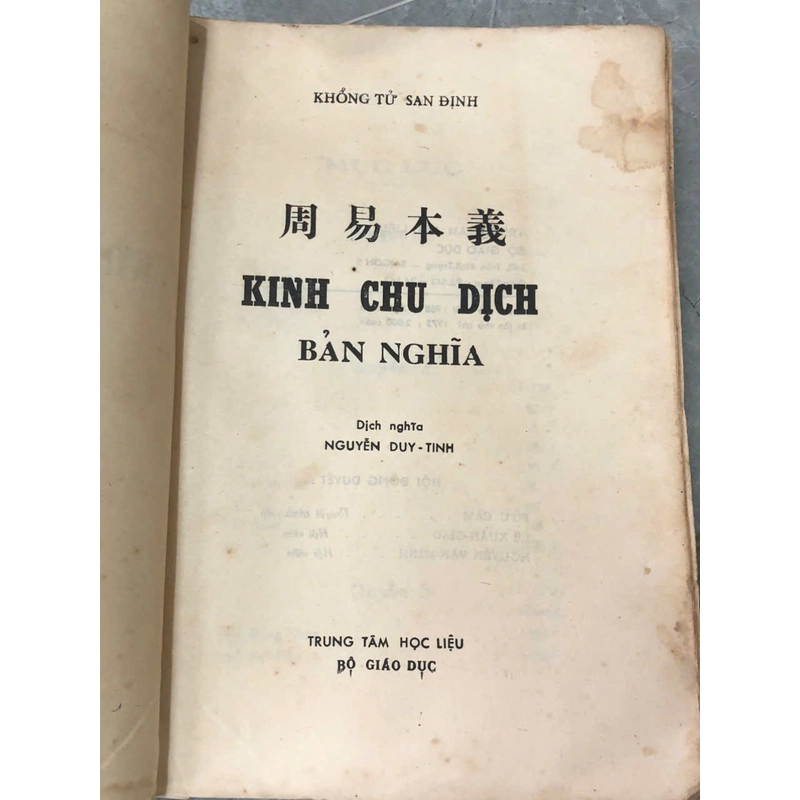 KHỔNG TỬ SAN ĐỊNH
周易本義
KINH CHU DỊCH
BẢN NGHĨA
Dịch nghĩa
NGUYỄN DUY-TINH
TRUNG TÂM HỌC LIỆU
BỘ GIÁO DỤC